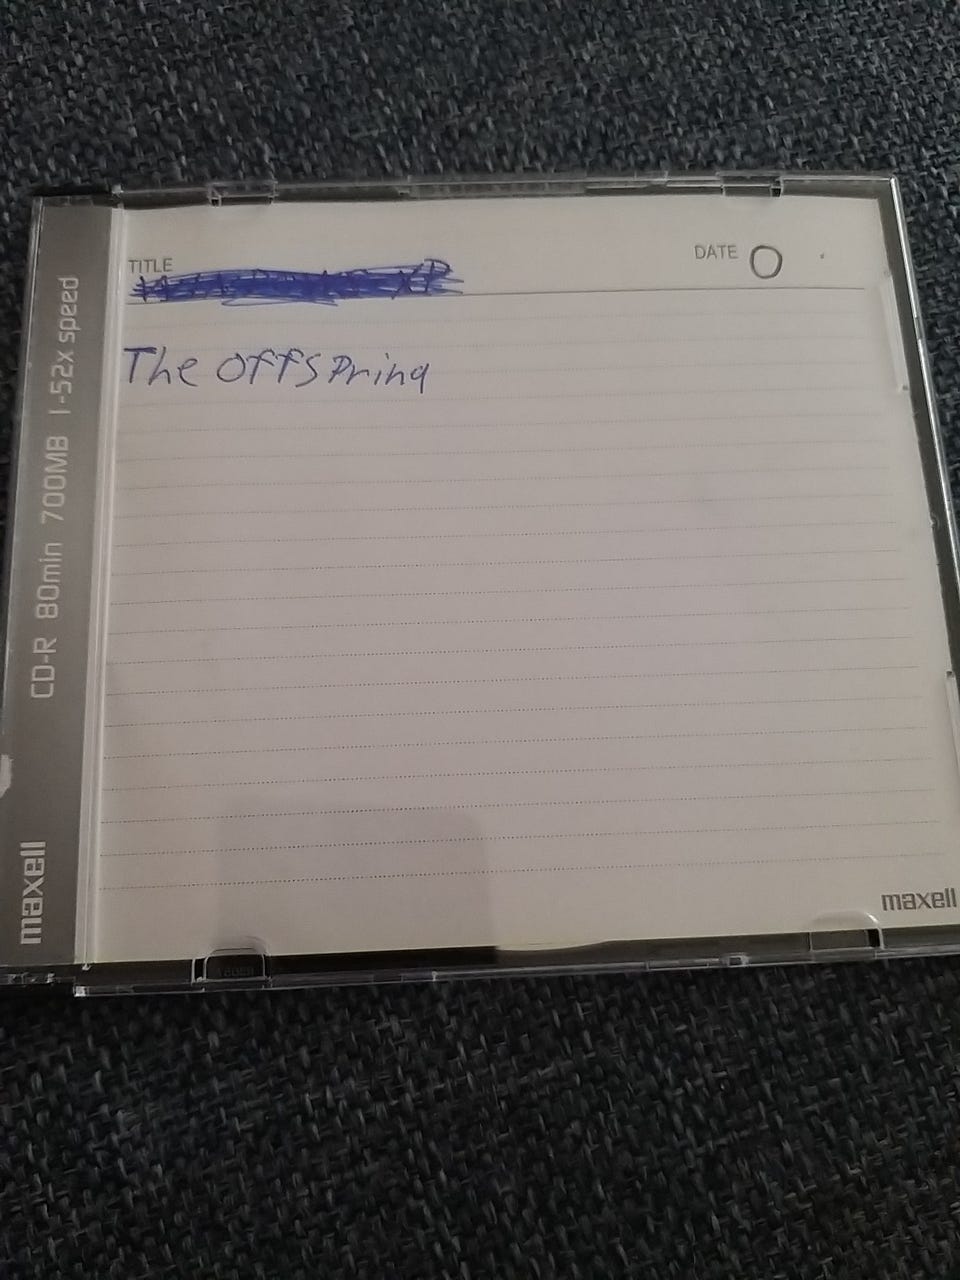 TITLE
DATE O
The Offspring
CD-R 80min 700MB 1-52x speed
maxell
maxell